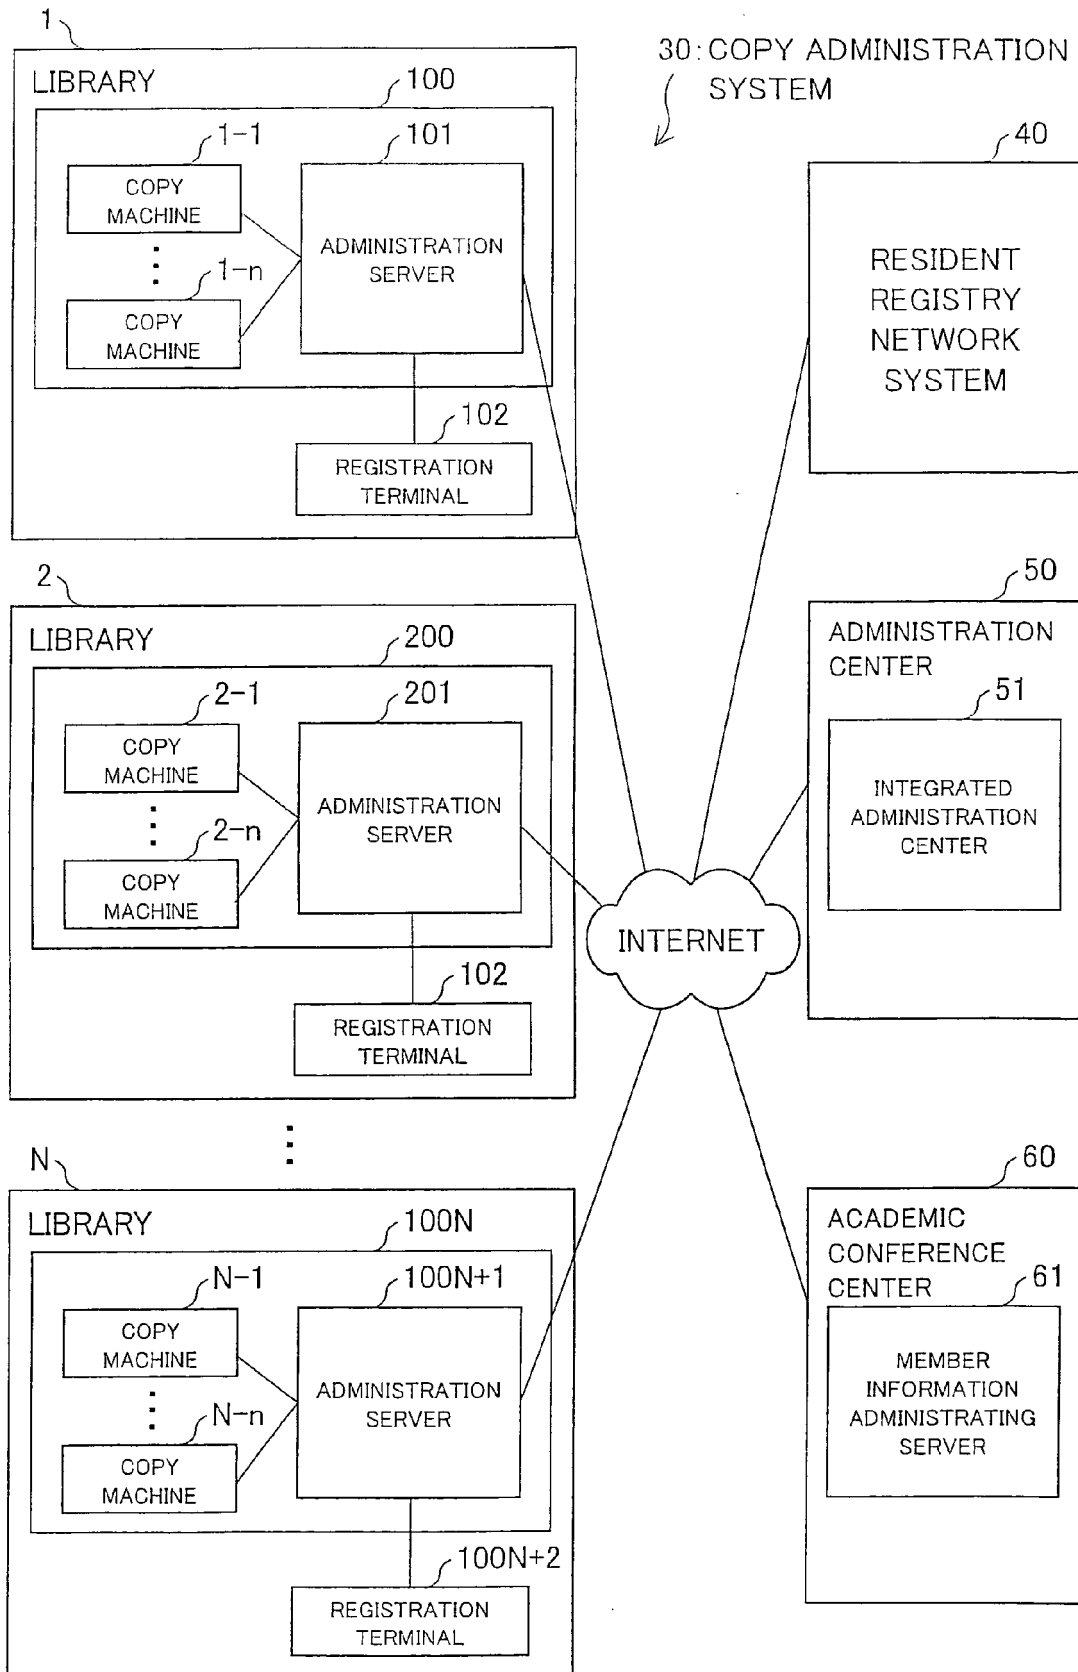 1
30: COPY ADMINISTRATION
SYSTEM
LIBRARY
100
1-1
101
COPY
MACHINE
ADMINISTRATION
SERVER
1-n
COPY
MACHINE
102
REGISTRATION
TERMINAL
40
RESIDENT
REGISTRY
NETWORK
SYSTEM
2
LIBRARY
200
2-1
201
COPY
MACHINE
ADMINISTRATION
SERVER
2-n
COPY
MACHINE
102
REGISTRATION
TERMINAL
50
ADMINISTRATION
CENTER
51
INTEGRATED
ADMINISTRATION
CENTER
INTERNET
N
LIBRARY
100N
N-1
100N+1
COPY
MACHINE
ADMINISTRATION
SERVER
N-n
COPY
MACHINE
100N+2
REGISTRATION
TERMINAL
60
ACADEMIC
CONFERENCE
CENTER
61
MEMBER
INFORMATION
ADMINISTRATING
SERVER